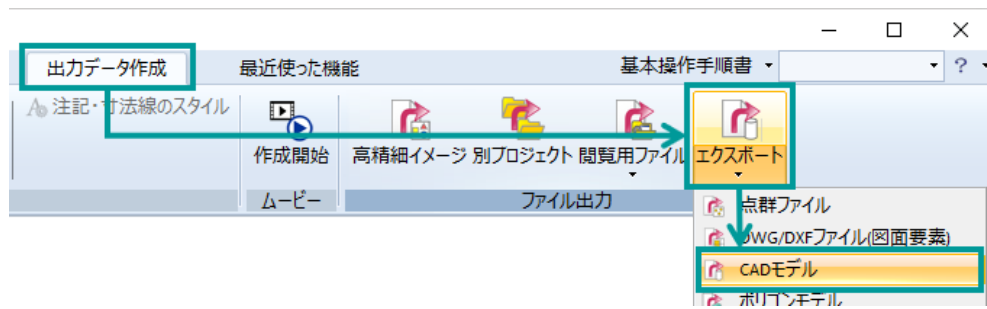 出力データ作成 最近使った機能 基本操作手順書 ?
注記・寸法線のスタイル
作成開始 高精細イメージ 別プロジェクト 閲覧用ファイル エクスポート
ムービー ファイル出力
点群ファイル
DWG/DXFファイル(図面要素)
CADモデル
ポリゴンモデル